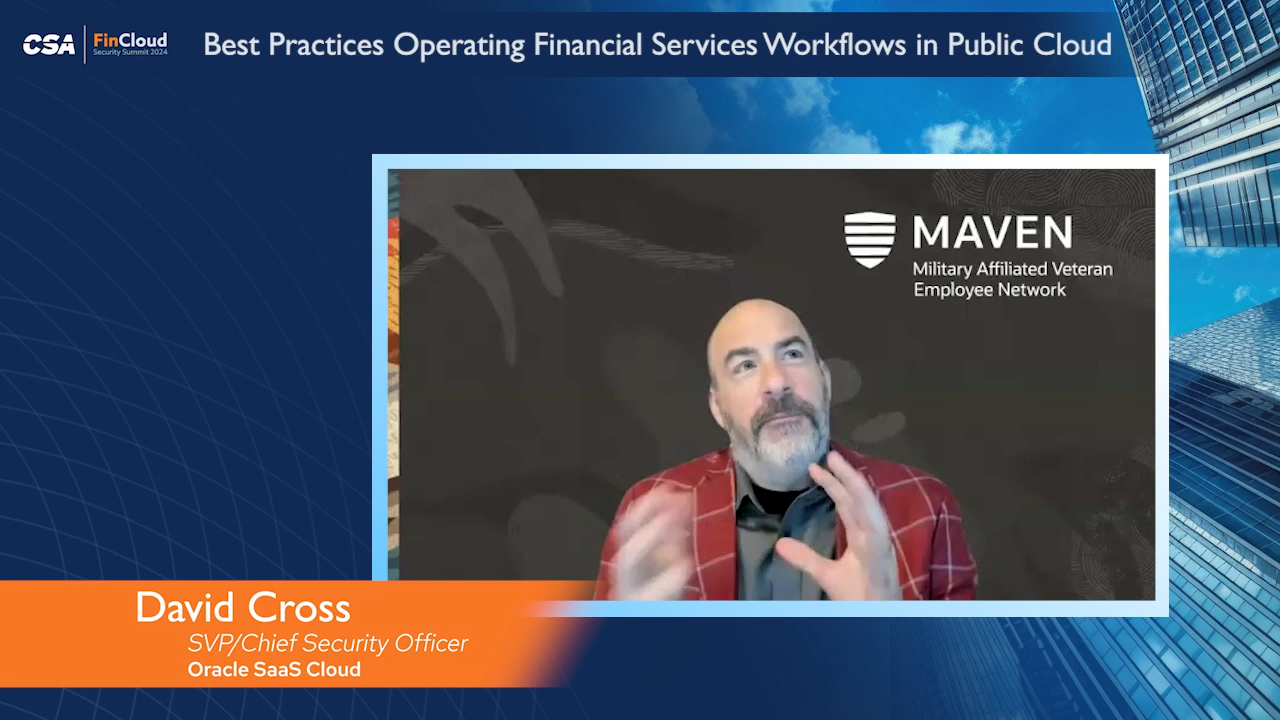 CSA
FinCloud
Security Summit 2024
Best Practices Operating Financial Services Workflows in Public Cloud
MAVEN
Military Affiliated Veteran
Employee Network
David Cross
SVP/Chief Security Officer
Oracle SaaS Cloud